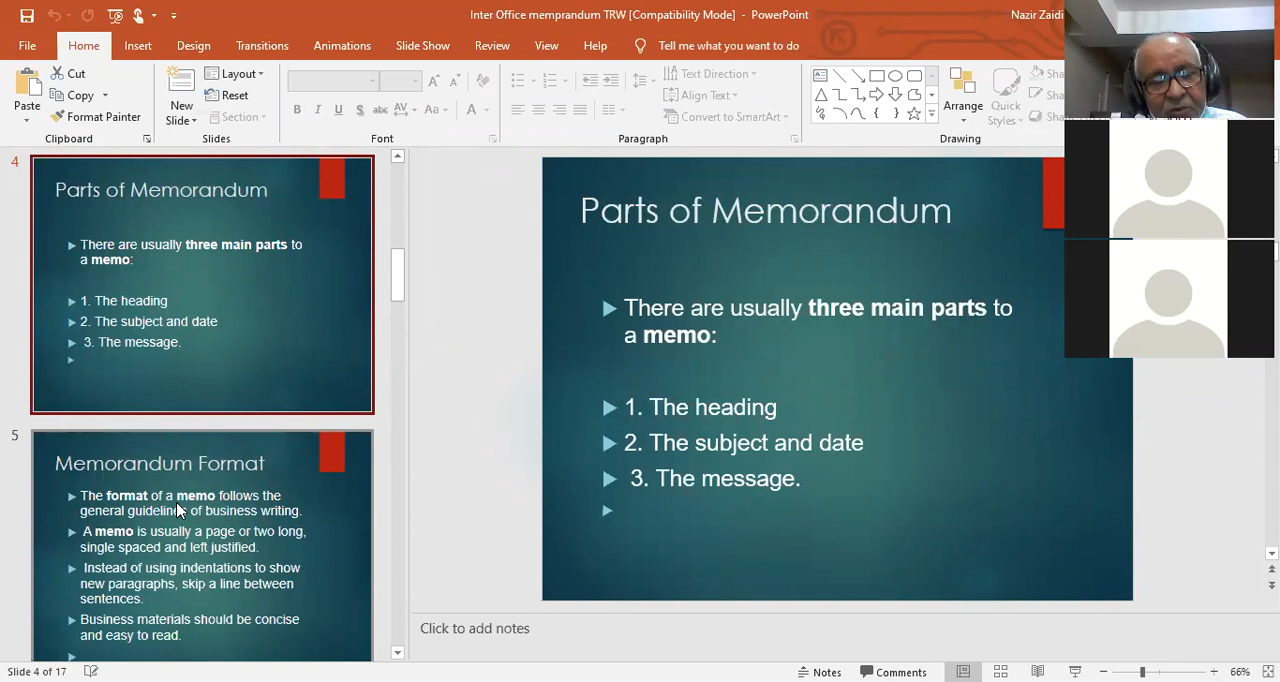 Inter Office memprandum TRW [Compatibility Mode] - PowerPoint
Nazir Zaidi
File Home Insert Design Transitions Animations Slide Show Review View Help Tell me what you want to do
Paste
Cut
Copy
Format Painter
Clipboard
New
Slide
Layout
Reset
Section
Slides
B I U S abc AV Aa A
Font
Text Direction
Align Text
Convert to SmartArt
Paragraph
Arrange
Quick
Styles
Sha
Sha
Sha
Drawing
4
Parts of Memorandum
There are usually three main parts to
a memo:
1. The heading
2. The subject and date
3. The message.
5
Memorandum Format
The format of a memo follows the
general guidelines of business writing.
A memo is usually a page or two long,
single spaced and left justified.
Instead of using indentations to show
new paragraphs, skip a line between
sentences.
Business materials should be concise
and easy to read.
Parts of Memorandum
There are usually three main parts to
a memo:
1. The heading
2. The subject and date
3. The message.
Click to add notes
Slide 4 of 17
Notes
Comments
66%